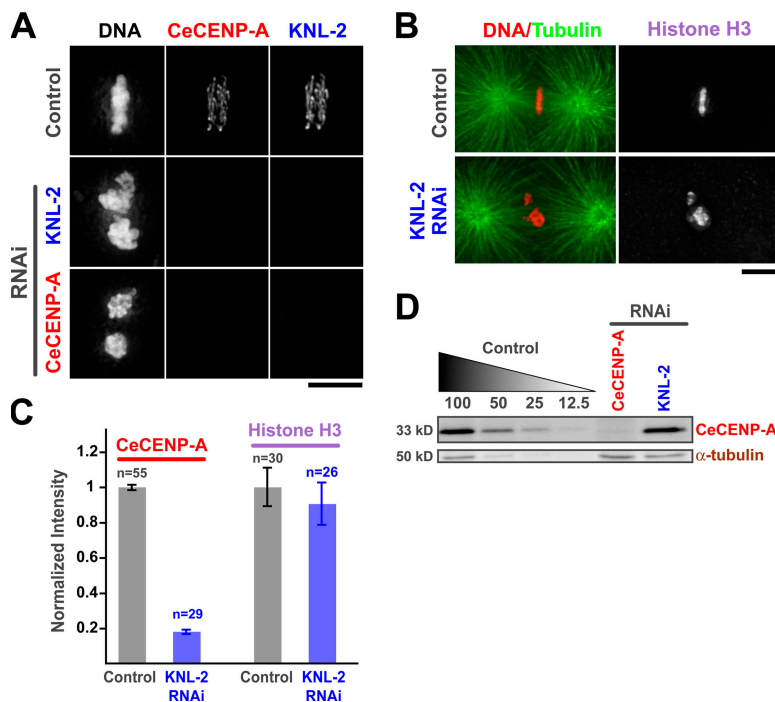 A
DNA CeCENP-A KNL-2
Control
RNAi
KNL-2
CeCENP-A
B
DNA/Tubulin Histone H3
Control
KNL-2
RNAi
C
Normalized Intensity
1.2
1
0.8
0.6
0.4
0.2
CeCENP-A
n=55
n=29
Histone H3
n=30
n=26
Control KNL-2 Control KNL-2
RNAi RNAi
D
RNAi
Control
CeCENP-A
KNL-2
100 50 25 12.5
33 kD CeCENP-A
50 kD α-tubulin